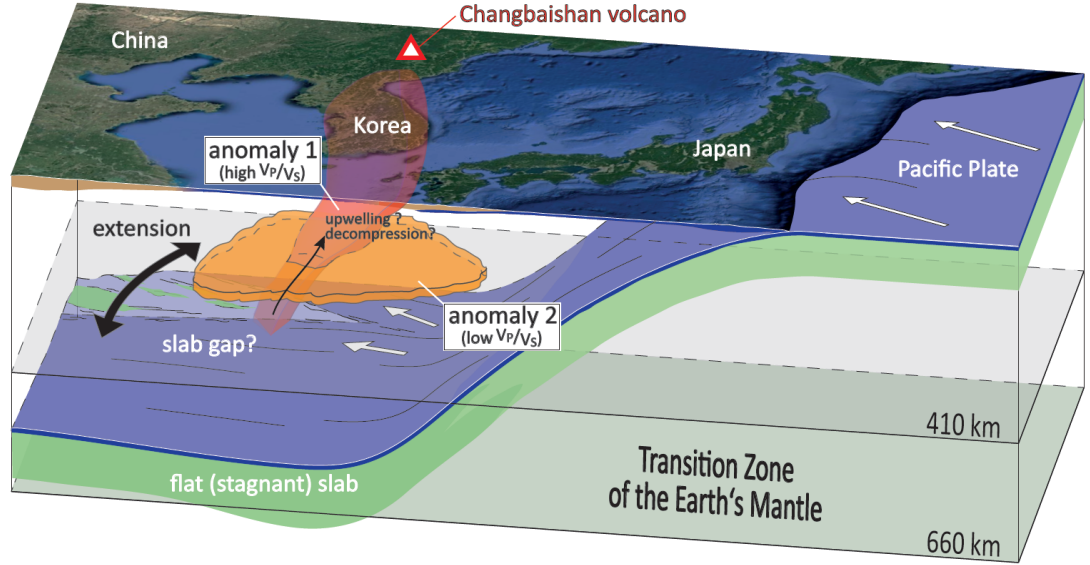 Changbaishan volcano
China
Korea
Japan
Pacific Plate
anomaly 1
(high VP/VS)
upwelling ?
decompression?
extension
anomaly 2
(low VP/VS)
slab gap?
410 km
flat (stagnant) slab
Transition Zone
of the Earth's Mantle
660 km